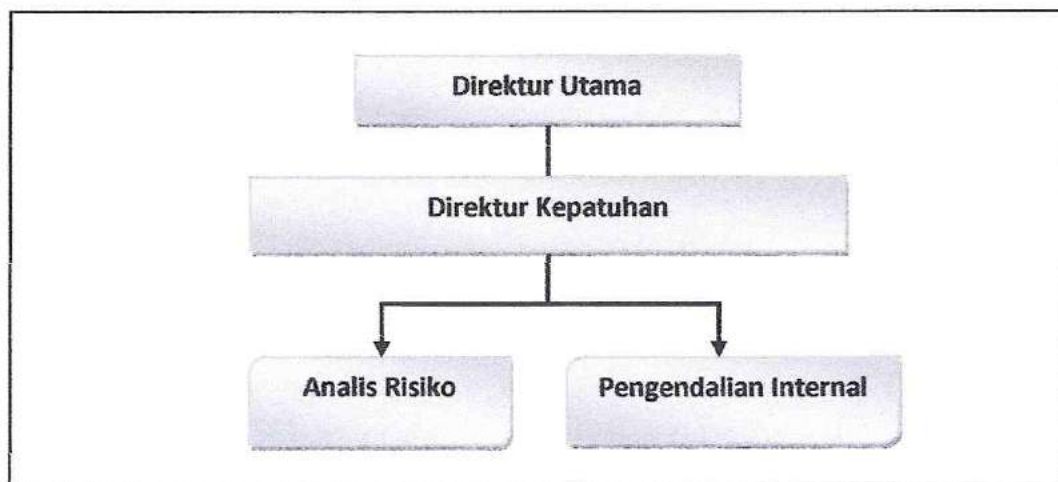 Direktur Utama
Direktur Kepatuhan
Analis Risiko
Pengendalian Internal